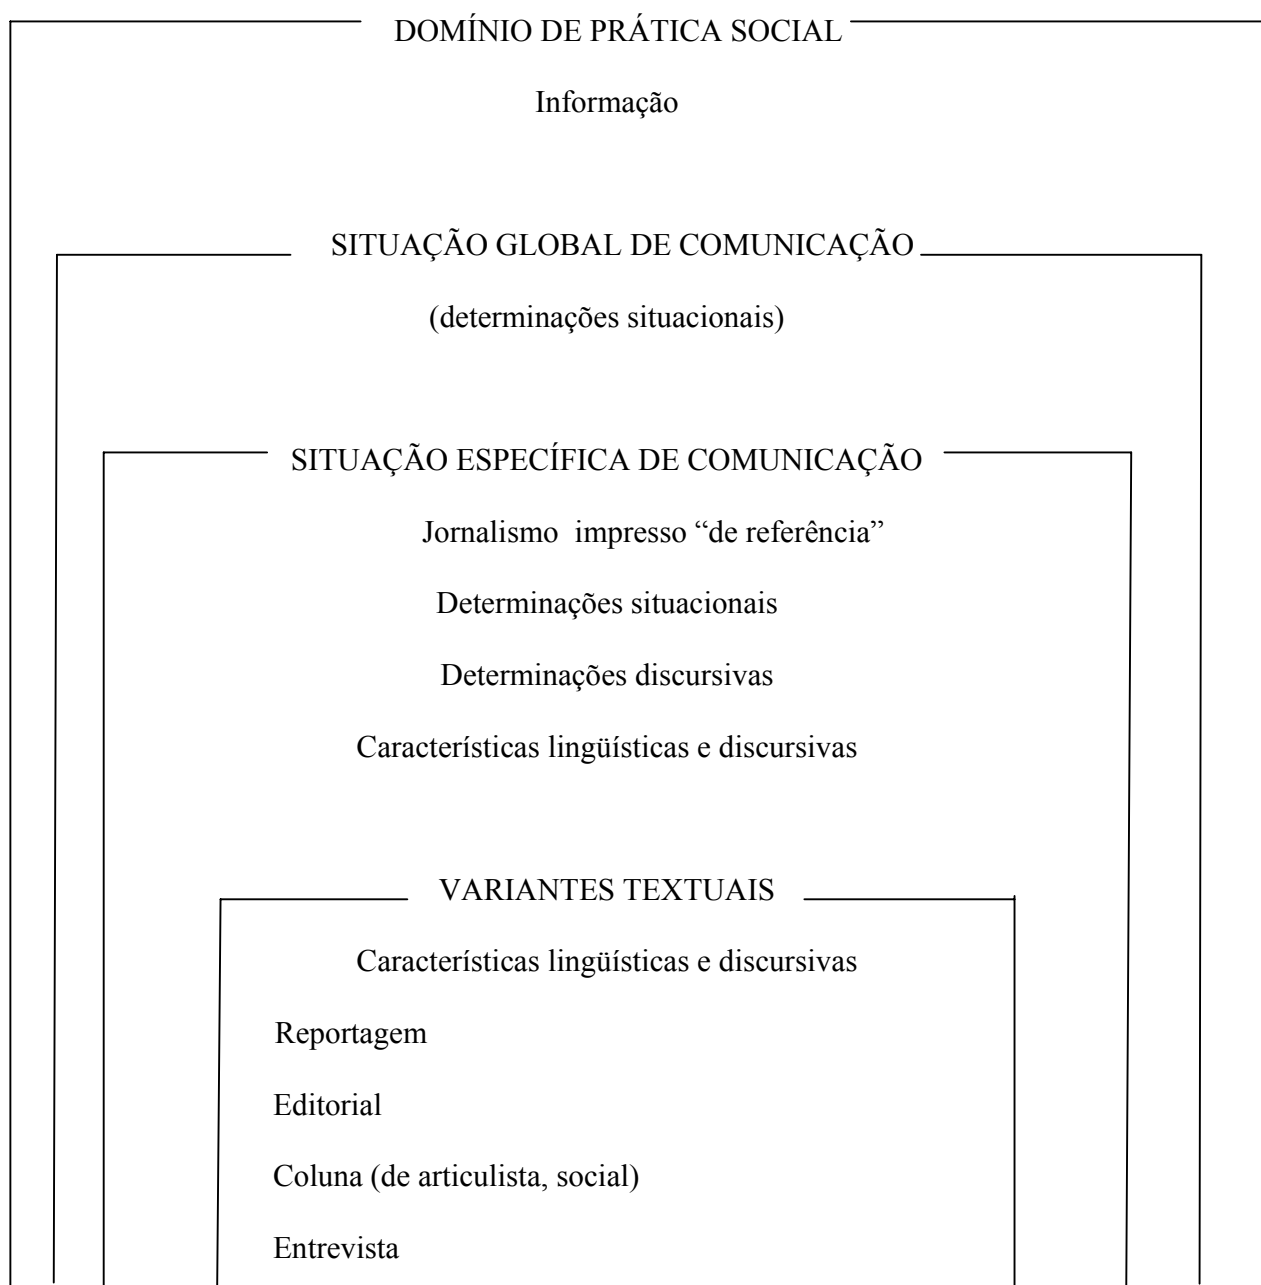 DOMÍNIO DE PRÁTICA SOCIAL
Informação
SITUAÇÃO GLOBAL DE COMUNICAÇÃO
(determinações situacionais)
SITUAÇÃO ESPECÍFICA DE COMUNICAÇÃO
Jornalismo impresso “de referência”
Determinações situacionais
Determinações discursivas
Características lingüísticas e discursivas
VARIANTES TEXTUAIS
Características lingüísticas e discursivas
Reportagem
Editorial
Coluna (de articulista, social)
Entrevista